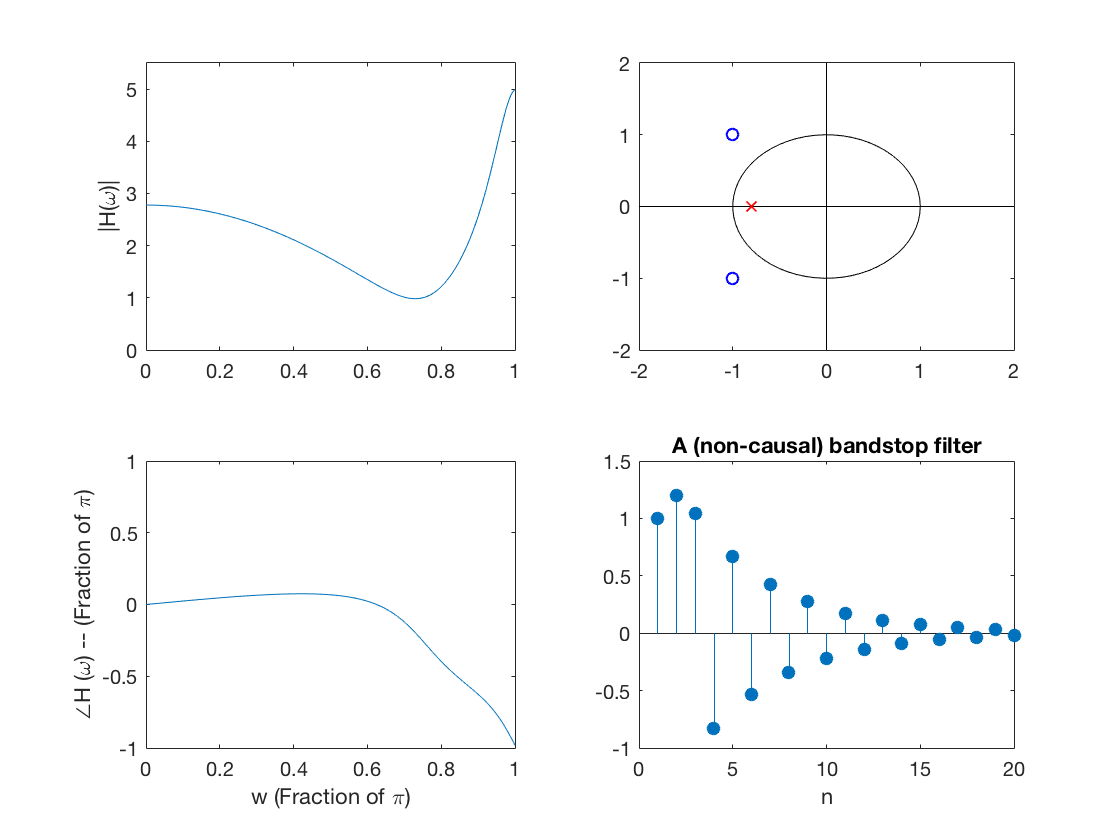 |H(ω)|
5
4
3
2
1
0
0 0.2 0.4 0.6 0.8 1
2
1
0
-1
-2
-2 -1 0 1 2
∠H (ω) -- (Fraction of π)
1
0.5
0
-0.5
-1
0 0.2 0.4 0.6 0.8 1
w (Fraction of π)
A (non-causal) bandstop filter
1.5
1
0.5
0
-0.5
-1
0 5 10 15 20
n